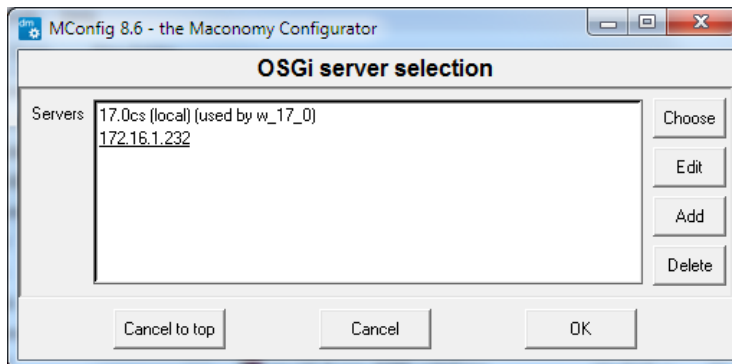 dm
MConfig 8.6 - the Maconomy Configurator
OSGi server selection
Servers
17.0cs (local) (used by w_17_0)
172.16.1.232
Choose
Edit
Add
Delete
Cancel to top
Cancel
OK